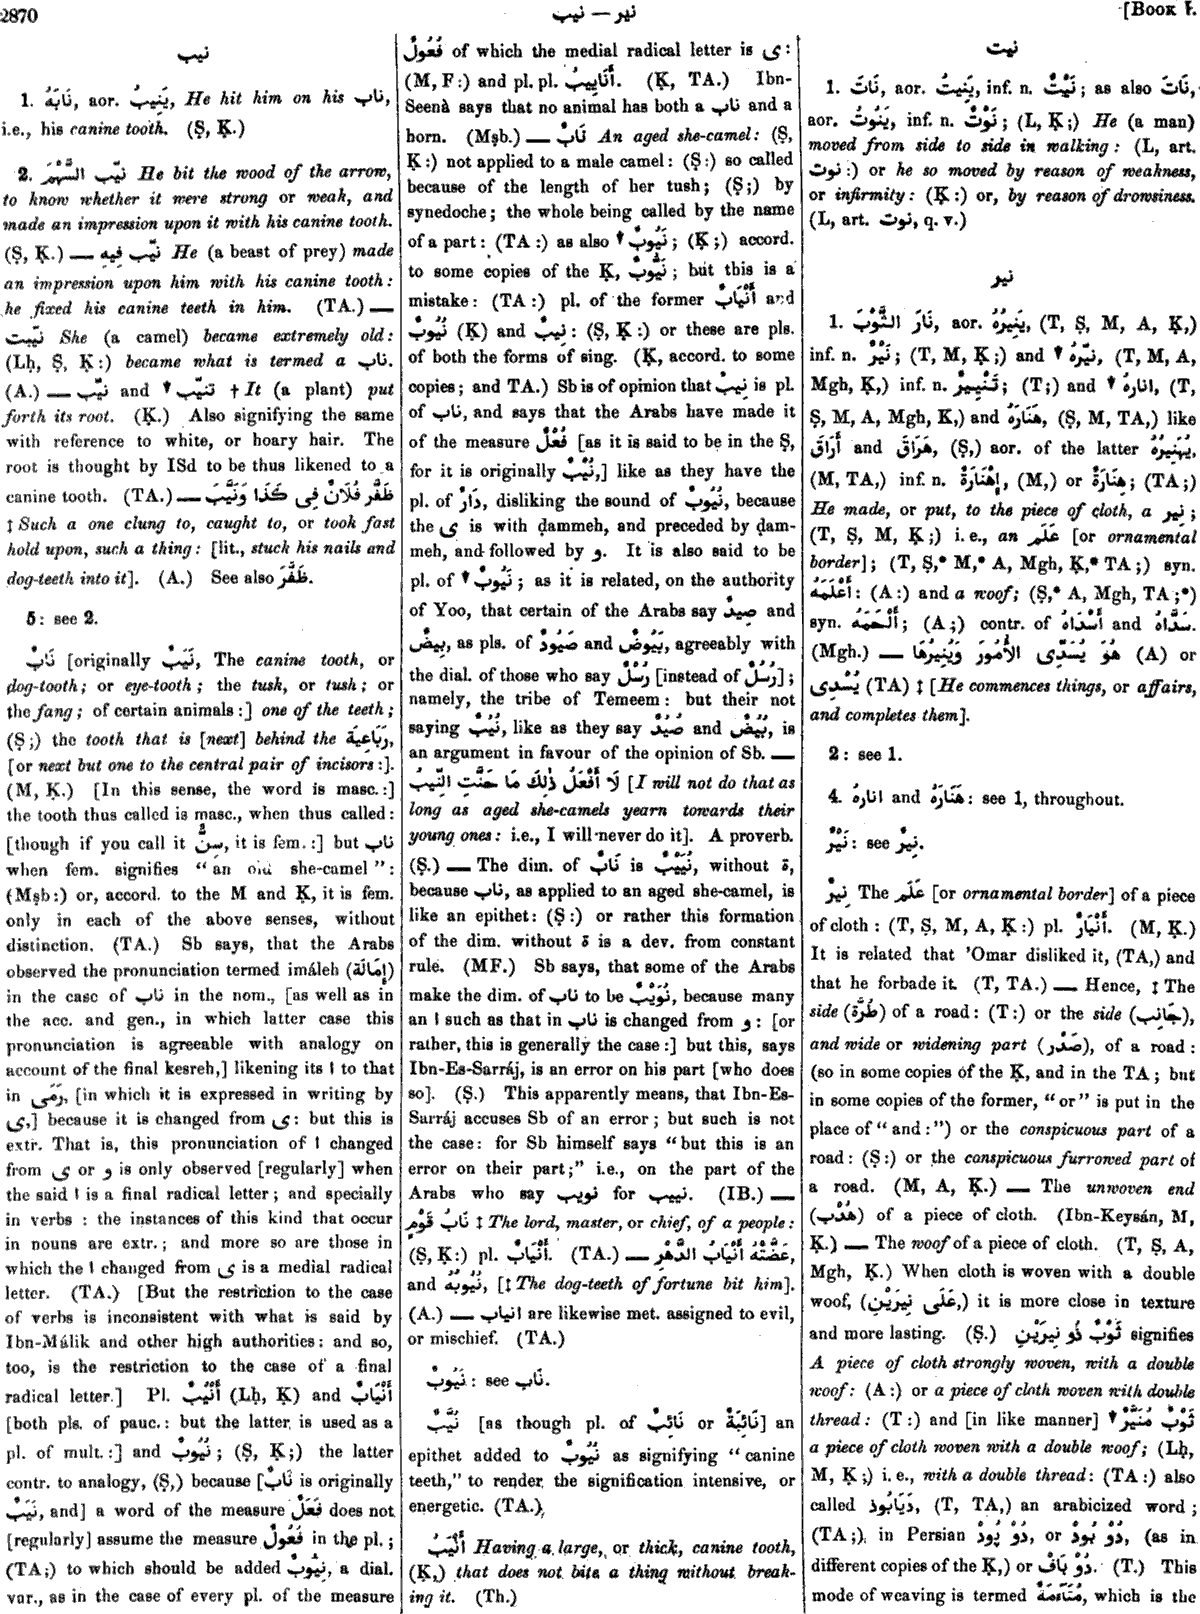 2870
نير — نيب
[Book I.
نيب
1. نَابَهُ, aor. يَنِيبُ, He hit him on his ناب,
i.e., his canine tooth. (Ṣ, Ḳ.)
2. نيّب السَّهْمَ He bit the wood of the arrow,
to know whether it were strong or weak, and
made an impression upon it with his canine tooth.
(Ṣ, Ḳ.) — نيّب فِيهِ He (a beast of prey) made
an impression upon him with his canine tooth:
he fixed his canine teeth in him. (TA.) —
نيّبت She (a camel) became extremely old:
(Lḥ, Ṣ, Ḳ:) became what is termed a ناب.
(A.) — نيّب and ▼ تنيّب † It (a plant) put
forth its root. (Ḳ.) Also signifying the same
with reference to white, or hoary hair. The
root is thought by ISd to be thus likened to a
canine tooth. (TA.) — ظَفَّرَ فُلَانٌ فِى كَذَا وَنَيَّبَ
‡ Such a one clung to, caught to, or took fast
hold upon, such a thing: [lit., stuck his nails and
dog-teeth into it]. (A.) See also ظَفَّرَ.
5: see 2.
نَابٌ [originally نَيَبٌ, The canine tooth, or
dog-tooth; or eye-tooth; the tusk, or tush; or
the fang; of certain animals:] one of the teeth;
(Ṣ;) the tooth that is [next] behind the رَبَاعِيَة,
[or next but one to the central pair of incisors:].
(M, Ḳ.) [In this sense, the word is masc.:]
the tooth thus called is masc., when thus called:
[though if you call it سِنٌّ, it is fem.:] but ناب
when fem. signifies “an old she-camel”:
(Mṣb:) or, accord. to the M and Ḳ, it is fem.
only in each of the above senses, without
distinction. (TA.) Sb says, that the Arabs
observed the pronunciation termed imáleh (إِمَالَة)
in the case of ناب in the nom., [as well as in
the acc. and gen., in which latter case this
pronunciation is agreeable with analogy on
account of the final kesreh,] likening its ا to that
in رَمَى, [in which it is expressed in writing by
ى,] because it is changed from ى: but this is
extr. That is, this pronunciation of ا changed
from ى or و is only observed [regularly] when
the said ا is a final radical letter; and specially
in verbs : the instances of this kind that occur
in nouns are extr.; and more so are those in
which the ا changed from ى is a medial radical
letter. (TA.) [But the restriction to the case
of verbs is inconsistent with what is said by
Ibn-Málik and other high authorities: and so,
too, is the restriction to the case of a final
radical letter.] Pl. أَنْيُبٌ (Lḥ, Ḳ) and أَنْيَابٌ
[both pls. of pauc.: but the latter is used as a
pl. of mult.:] and نُيُوبٌ; (Ṣ, Ḳ;) the latter
contr. to analogy, (Ṣ,) because [نَابٌ is originally
نَيَبٌ, and] a word of the measure فَعَلٌ does not
[regularly] assume the measure فُعُولٌ in the pl.;
(TA;) to which should be added نِيُوبٌ, a dial.
var., as in the case of every pl. of the measure
فُعُولٌ of which the medial radical letter is ى:
(M, F:) and pl. pl. أَنَايِيبُ. (Ḳ, TA.) Ibn-
Seenà says that no animal has both a ناب and a
horn. (Mṣb.) — نَابٌ An aged she-camel: (Ṣ,
Ḳ:) not applied to a male camel: (Ṣ:) so called
because of the length of her tush; (Ṣ;) by
synedoche; the whole being called by the name
of a part: (TA:) as also ▼ نَيُوبٌ; (Ḳ;) accord.
to some copies of the Ḳ, نَيُّوبٌ; but this is a
mistake: (TA:) pl. of the former أَنْيَابٌ and
نُيُوبٌ (Ḳ) and نِيبٌ: (Ṣ, Ḳ:) or these are pls.
of both the forms of sing. (Ḳ, accord. to some
copies; and TA.) Sb is of opinion that نِيبٌ is pl.
of ناب, and says that the Arabs have made it
of the measure فُعْلٌ [as it is said to be in the Ṣ,
for it is originally نُيْبٌ,] like as they have the
pl. of دَارٌ, disliking the sound of نُيُوبٌ, because
the ى is with ḍammeh, and preceded by ḍam-
meh, and followed by و. It is also said to be
pl. of ▼ نَيُوبٌ; as it is related, on the authority
of Yoo, that certain of the Arabs say صِيدٌ and
بِيضٌ, as pls. of صَيُودٌ and بَيُوضٌ, agreeably with
the dial. of those who say رُسْلٌ [instead of رُسُلٌ];
namely, the tribe of Temeem: but their not
saying نُيُبٌ, like as they say صُيُدٌ and بُيُضٌ, is
an argument in favour of the opinion of Sb. —
لَا أَفْعَلُ ذٰلِكَ مَا حَنَّتِ النِّيبُ [I will not do that as
long as aged she-camels yearn towards their
young ones: i.e., I will never do it]. A proverb.
(Ṣ.) — The dim. of نَابٌ is نُيَيْبٌ, without ة,
because ناب, as applied to an aged she-camel, is
like an epithet: (Ṣ:) or rather this formation
of the dim. without ة is a dev. from constant
rule. (MF.) Sb says, that some of the Arabs
make the dim. of ناب to be نُوَيْبٌ, because many
an ا such as that in ناب is changed from و: [or
rather, this is generally the case:] but this, says
Ibn-Es-Sarráj, is an error on his part [who does
so]. (Ṣ.) This apparently means, that Ibn-Es-
Sarráj accuses Sb of an error; but such is not
the case: for Sb himself says “but this is an
error on their part;” i.e., on the part of the
Arabs who say نويب for نييب. (IB.) —
نَابُ قَوْمٍ ‡ The lord, master, or chief, of a people:
(Ṣ, Ḳ:) pl. أَنْيَابٌ. (TA.) — عَضَّتْهُ أَنْيَابُ الدَّهْرِ,
and نُيُوبُهُ, [‡ The dog-teeth of fortune bit him].
(A.) — انياب are likewise met. assigned to evil,
or mischief. (TA.)
نَيُوبٌ: see نَاب.
نُيَّبٌ [as though pl. of نَائِبٌ or نَائِبَةٌ] an
epithet added to نُيُوبٌ as signifying “canine
teeth,” to render the signification intensive, or
energetic. (TA.)
أَنْيَبُ Having a large, or thick, canine tooth,
(Ḳ,) that does not bite a thing without break-
ing it. (Th.)
نيت
1. نَاتَ, aor. يَنِيتُ, inf. n. نَيْتٌ; as also نَاتَ,
aor. يَنُوتُ, inf. n. نَوْتٌ; (L, Ḳ;) He (a man)
moved from side to side in walking: (L, art.
نوت:) or he so moved by reason of weakness,
or infirmity: (Ḳ:) or, by reason of drowsiness.
(L, art. نوت, q. v.)
نير
1. نَارَ الثَّوْبَ, aor. يَنِيرُهُ, (T, Ṣ, M, A, Ḳ,)
inf. n. نَيْرٌ; (T, M, Ḳ;) and ▼ نيّرهُ, (T, M, A,
Mgh, Ḳ,) inf. n. تَنْيِيرٌ; (T;) and ▼ انارهُ, (T,
Ṣ, M, A, Mgh, K,) and هَنَارَهُ, (Ṣ, M, TA,) like
أَرَاقَ and هَرَاقَ, (Ṣ,) aor. of the latter يُهَنِيرُهُ,
(M, TA,) inf. n. إِهْنَارَةٌ, (M,) or هِنَارَةٌ; (TA;)
He made, or put, to the piece of cloth, a نِير;
(T, Ṣ, M, Ḳ;) i.e., an عَلَم [or ornamental
border]; (T, Ṣ,* M,* A, Mgh, Ḳ,* TA;) syn.
أَعْلَمَهُ: (A:) and a woof; (Ṣ,* A, Mgh, TA;*)
syn. أَلْحَمَهُ; (A;) contr. of أَسْدَاهُ and سَدَّاهُ.
(Mgh.) — هُوَ يُسَدِّى الأُمُورَ وَيُنِيرُهَا (A) or
يُسْدِى (TA) ‡ [He commences things, or affairs,
and completes them].
2: see 1.
4. انارهُ and هَنَارَهُ: see 1, throughout.
نَيْرٌ: see نِيرٌ.
نِيرٌ The عَلَم [or ornamental border] of a piece
of cloth: (T, Ṣ, M, A, Ḳ:) pl. أَنْيَارٌ. (M, Ḳ.)
It is related that 'Omar disliked it, (TA,) and
that he forbade it. (T, TA.) — Hence, ‡ The
side (طُرَّة) of a road: (T:) or the side (جَانِب),
and wide or widening part (صَدْر), of a road:
(so in some copies of the Ḳ, and in the TA; but
in some copies of the former, “or” is put in the
place of “and:”) or the conspicuous part of a
road: (Ṣ:) or the conspicuous furrowed part of
a road. (M, A, Ḳ.) — The unwoven end
(هُدْب) of a piece of cloth. (Ibn-Keysán, M,
Ḳ.) — The woof of a piece of cloth. (T, Ṣ, A,
Mgh, Ḳ.) When cloth is woven with a double
woof, (عَلَى نِيرَيْنِ,) it is more close in texture
and more lasting. (Ṣ.) ثَوْبٌ ذُو نِيرَيْنِ signifies
A piece of cloth strongly woven, with a double
woof: (A:) or a piece of cloth woven with double
thread: (T:) and [in like manner] ▼ ثَوْبٌ مُنَيَّرٌ
a piece of cloth woven with a double woof; (Lḥ,
M, Ḳ;) i.e., with a double thread: (TA:) also
called دَيَابُوذ, (T, TA,) an arabicized word;
(TA;) in Persian دُوْ پُودْ, or دُوْ بُودْ, (as in
different copies of the Ḳ,) or دُوْ بَافْ. (T.) This
mode of weaving is termed مُتَاءَمَةٌ, which is the